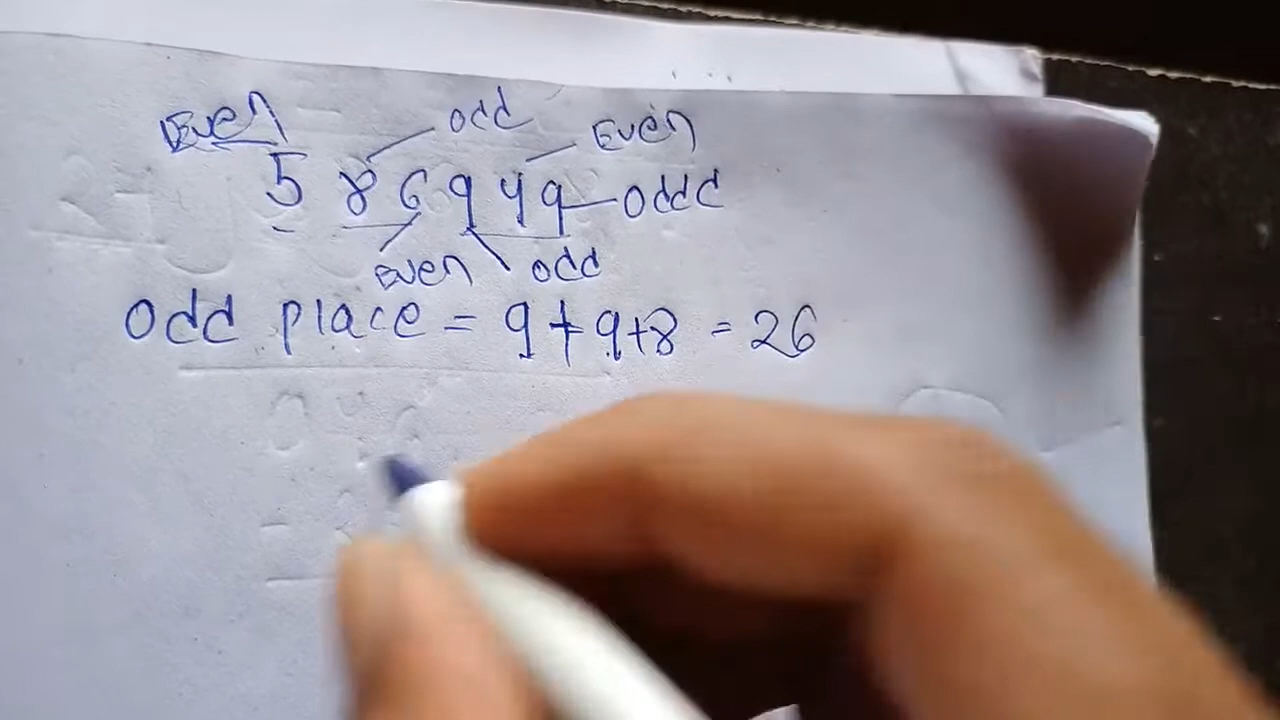 Even odd Even
5 8 6 9 4 9 oddd
even odd
odd place = 9+9+8 = 26